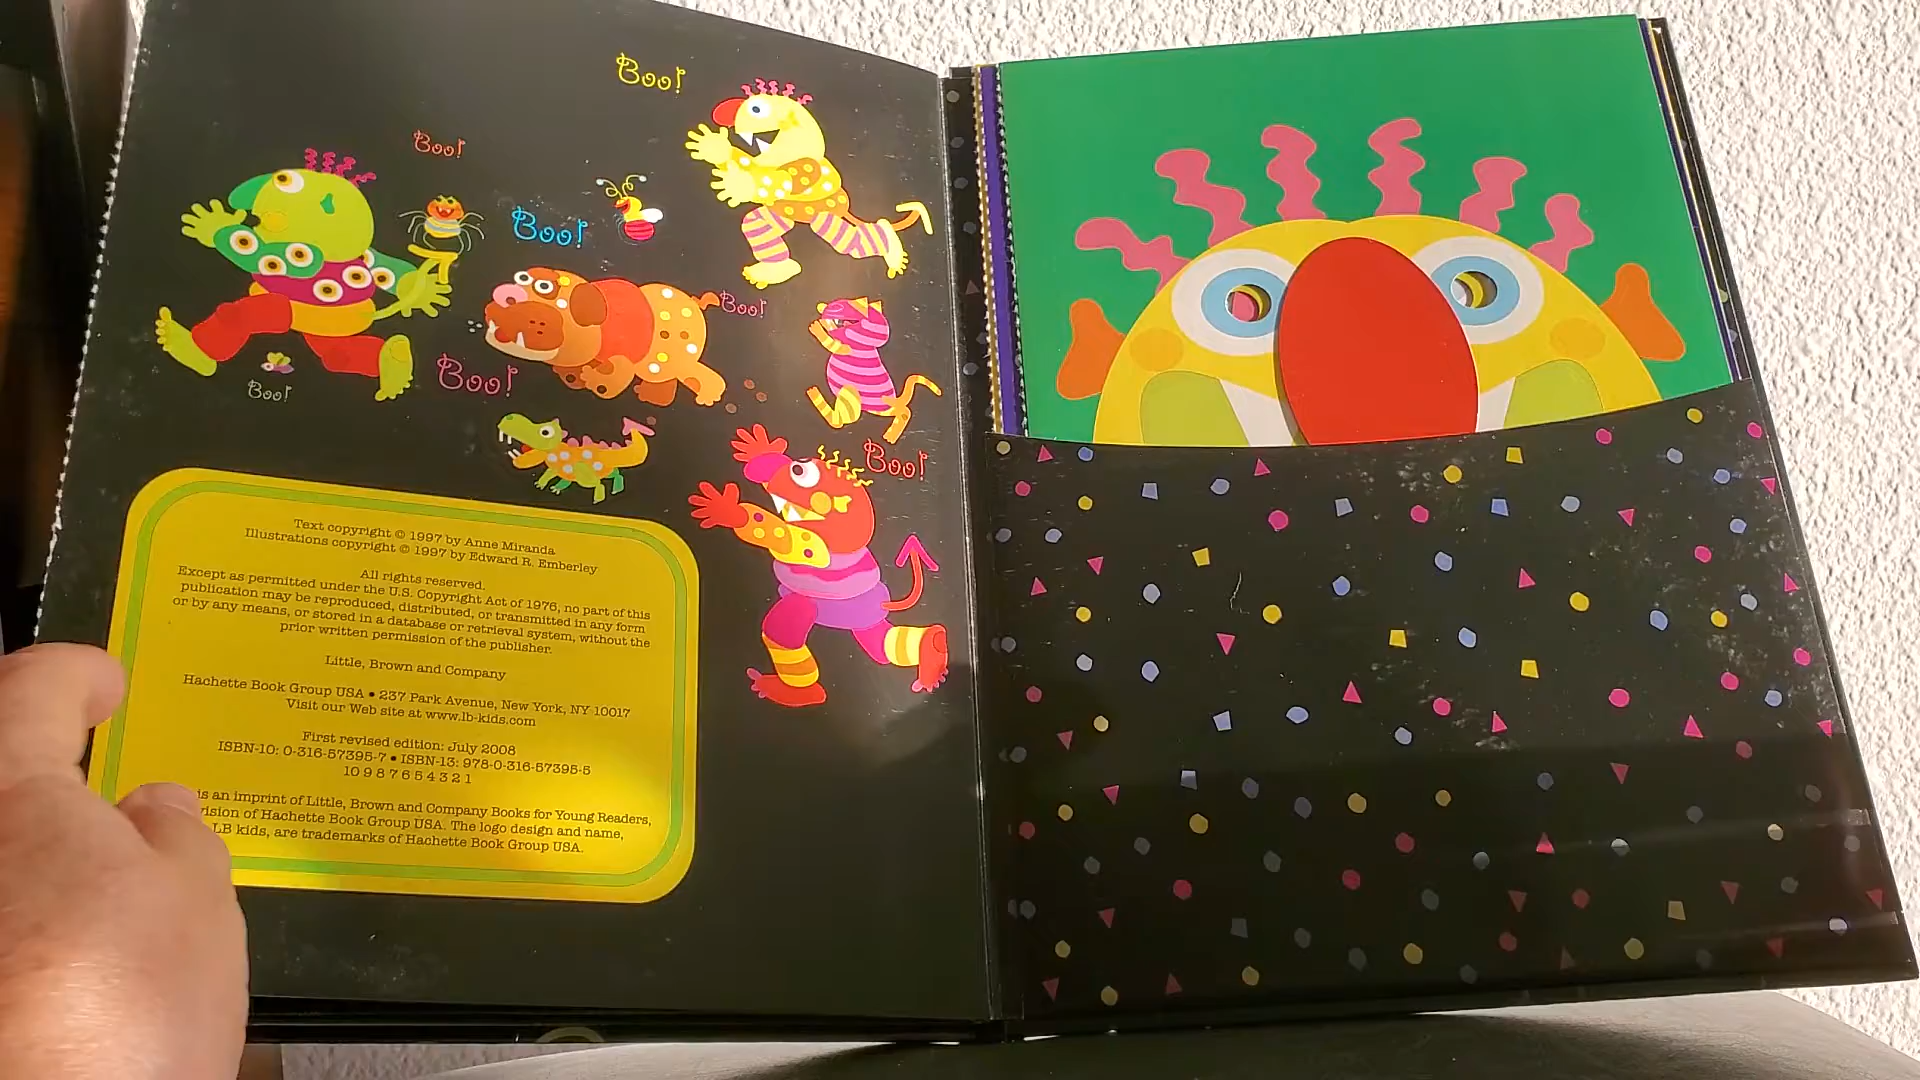 Boo!
Boo!
Boo!
Boo!
Boo!
Boo!
Boo!
Text copyright © 1997 by Anne Miranda
Illustrations copyright © 1997 by Edward R. Emberley
All rights reserved.
Except as permitted under the U.S. Copyright Act of 1976, no part of this
publication may be reproduced, distributed, or transmitted in any form
or by any means, or stored in a database or retrieval system, without the
prior written permission of the publisher.
Little, Brown and Company
Hachette Book Group USA • 237 Park Avenue, New York, NY 10017
Visit our Web site at www.lb-kids.com
First revised edition: July 2008
ISBN-10: 0-316-57395-7 • ISBN-13: 978-0-316-57395-5
10 9 8 7 6 5 4 3 2 1
is an imprint of Little, Brown and Company Books for Young Readers,
vision of Hachette Book Group USA. The logo design and name,
LB kids, are trademarks of Hachette Book Group USA.